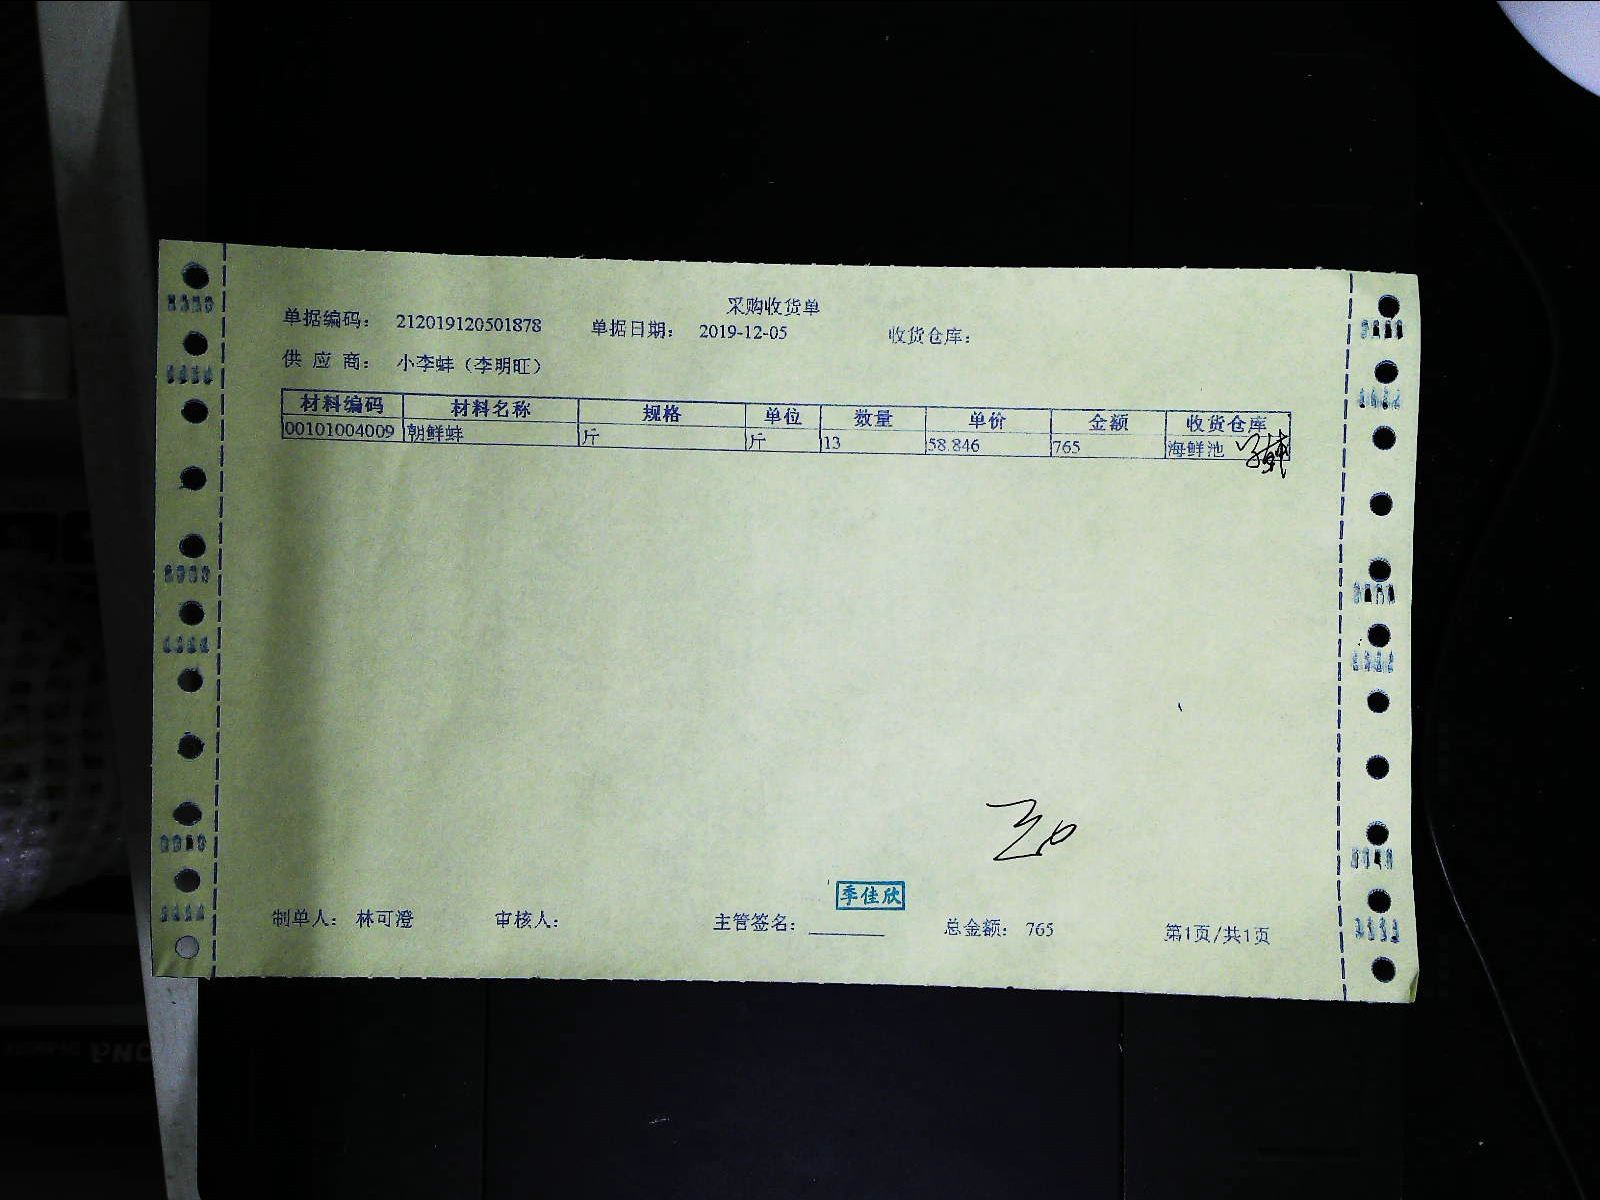 采购收货单
单据编码： 212019120501878 单据日期： 2019-12-05 收货仓库：
供 应 商： 小李蚌（李明旺）
材料编码 材料名称 规格 单位 数量 单价 金额 收货仓库
00101004009 朝鲜蚌 斤 斤 13 58.846 765 海鲜池
季佳欣
制单人： 林可澄 审核人： 主管签名： ________ 总金额： 765 第1页/共1页